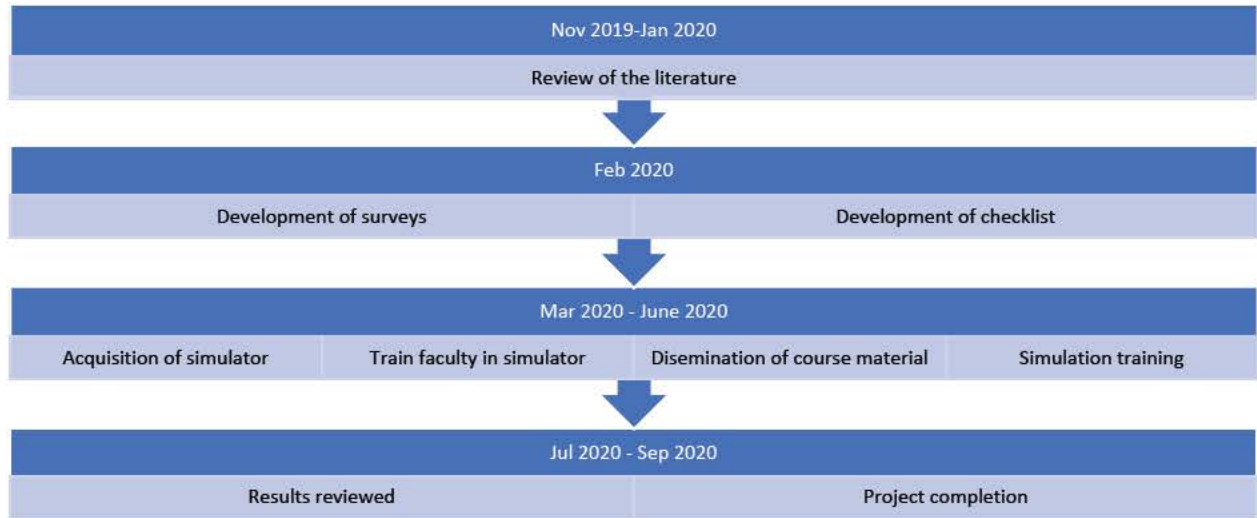 Nov 2019-Jan 2020
Review of the literature
Feb 2020
Development of surveys
Development of checklist
Mar 2020 - June 2020
Acquisition of simulator
Train faculty in simulator
Disemination of course material
Simulation training
Jul 2020 - Sep 2020
Results reviewed
Project completion